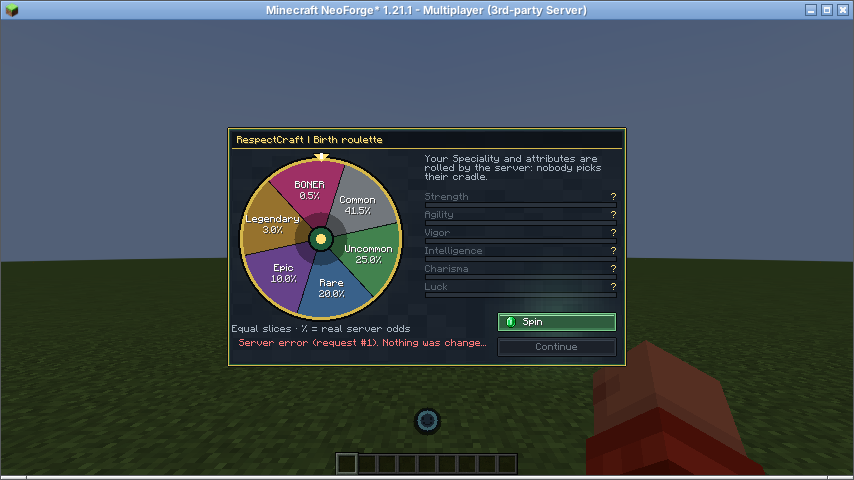 Minecraft NeoForge* 1.21.1 - Multiplayer (3rd-party Server)
RespectCraft | Birth roulette
BONER
0.5%
Common
41.5%
Legendary
3.0%
Uncommon
25.0%
Epic
10.0%
Rare
20.0%
Equal slices · % = real server odds
Server error (request #1). Nothing was change...
Your Speciality and attributes are
rolled by the server: nobody picks
their cradle.
Strength ?
Agility ?
Vigor ?
Intelligence ?
Charisma ?
Luck ?
Spin
Continue